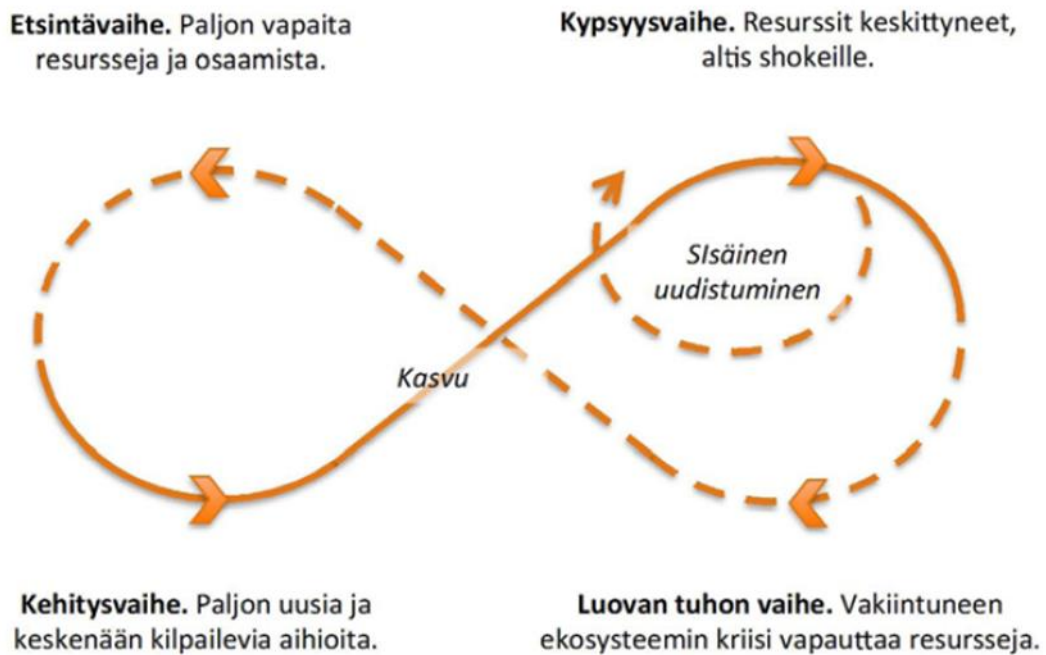 Etsintävaihe. Paljon vapaita
resursseja ja osaamista.
Kypsyysvaihe. Resurssit keskittyneet,
altis shokeille.
SIsäinen
uudistuminen
Kasvu
Kehitysvaihe. Paljon uusia ja
keskenään kilpailevia aihioita.
Luovan tuhon vaihe. Vakiintuneen
ekosysteemin kriisi vapauttaa resursseja.